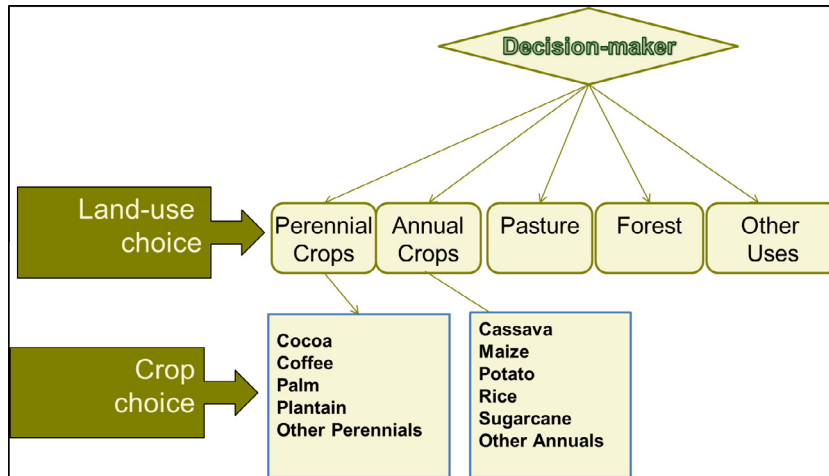 Decision-maker
Land-use
choice
Perennial
Crops
Annual
Crops
Pasture
Forest
Other
Uses
Crop
choice
Cocoa
Coffee
Palm
Plantain
Other Perennials
Cassava
Maize
Potato
Rice
Sugarcane
Other Annuals